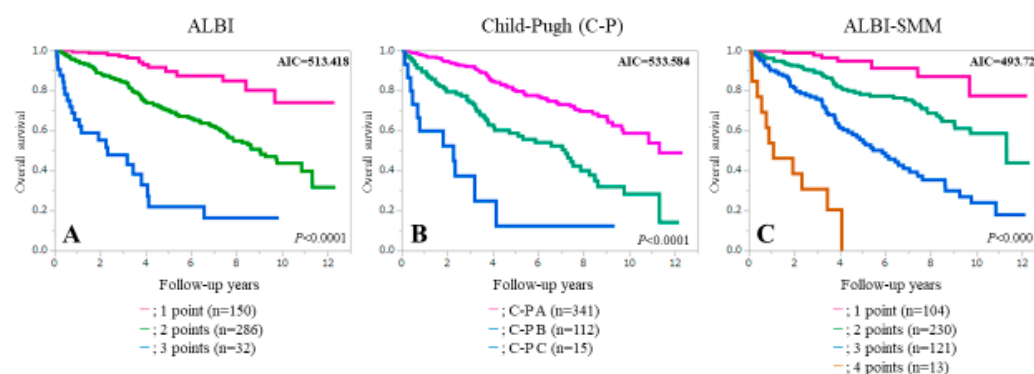 ALBI
Child-Pugh (C-P)
ALBI-SMM
Overall survival
1.0
0.8
0.6
0.4
0.2
0.0
AIC=513.418
A
P<0.0001
0 2 4 6 8 10 12
Follow-up years
; 1 point (n=150)
; 2 points (n=286)
; 3 points (n=32)
Overall survival
1.0
0.8
0.6
0.4
0.2
0.0
AIC=533.584
B
P<0.0001
0 2 4 6 8 10 12
Follow-up years
; C-P A (n=341)
; C-P B (n=112)
; C-P C (n=15)
Overall survival
1.0
0.8
0.6
0.4
0.2
0.0
AIC=493.72
C
P<0.000
0 2 4 6 8 10 12
Follow-up years
; 1 point (n=104)
; 2 points (n=230)
; 3 points (n=121)
; 4 points (n=13)